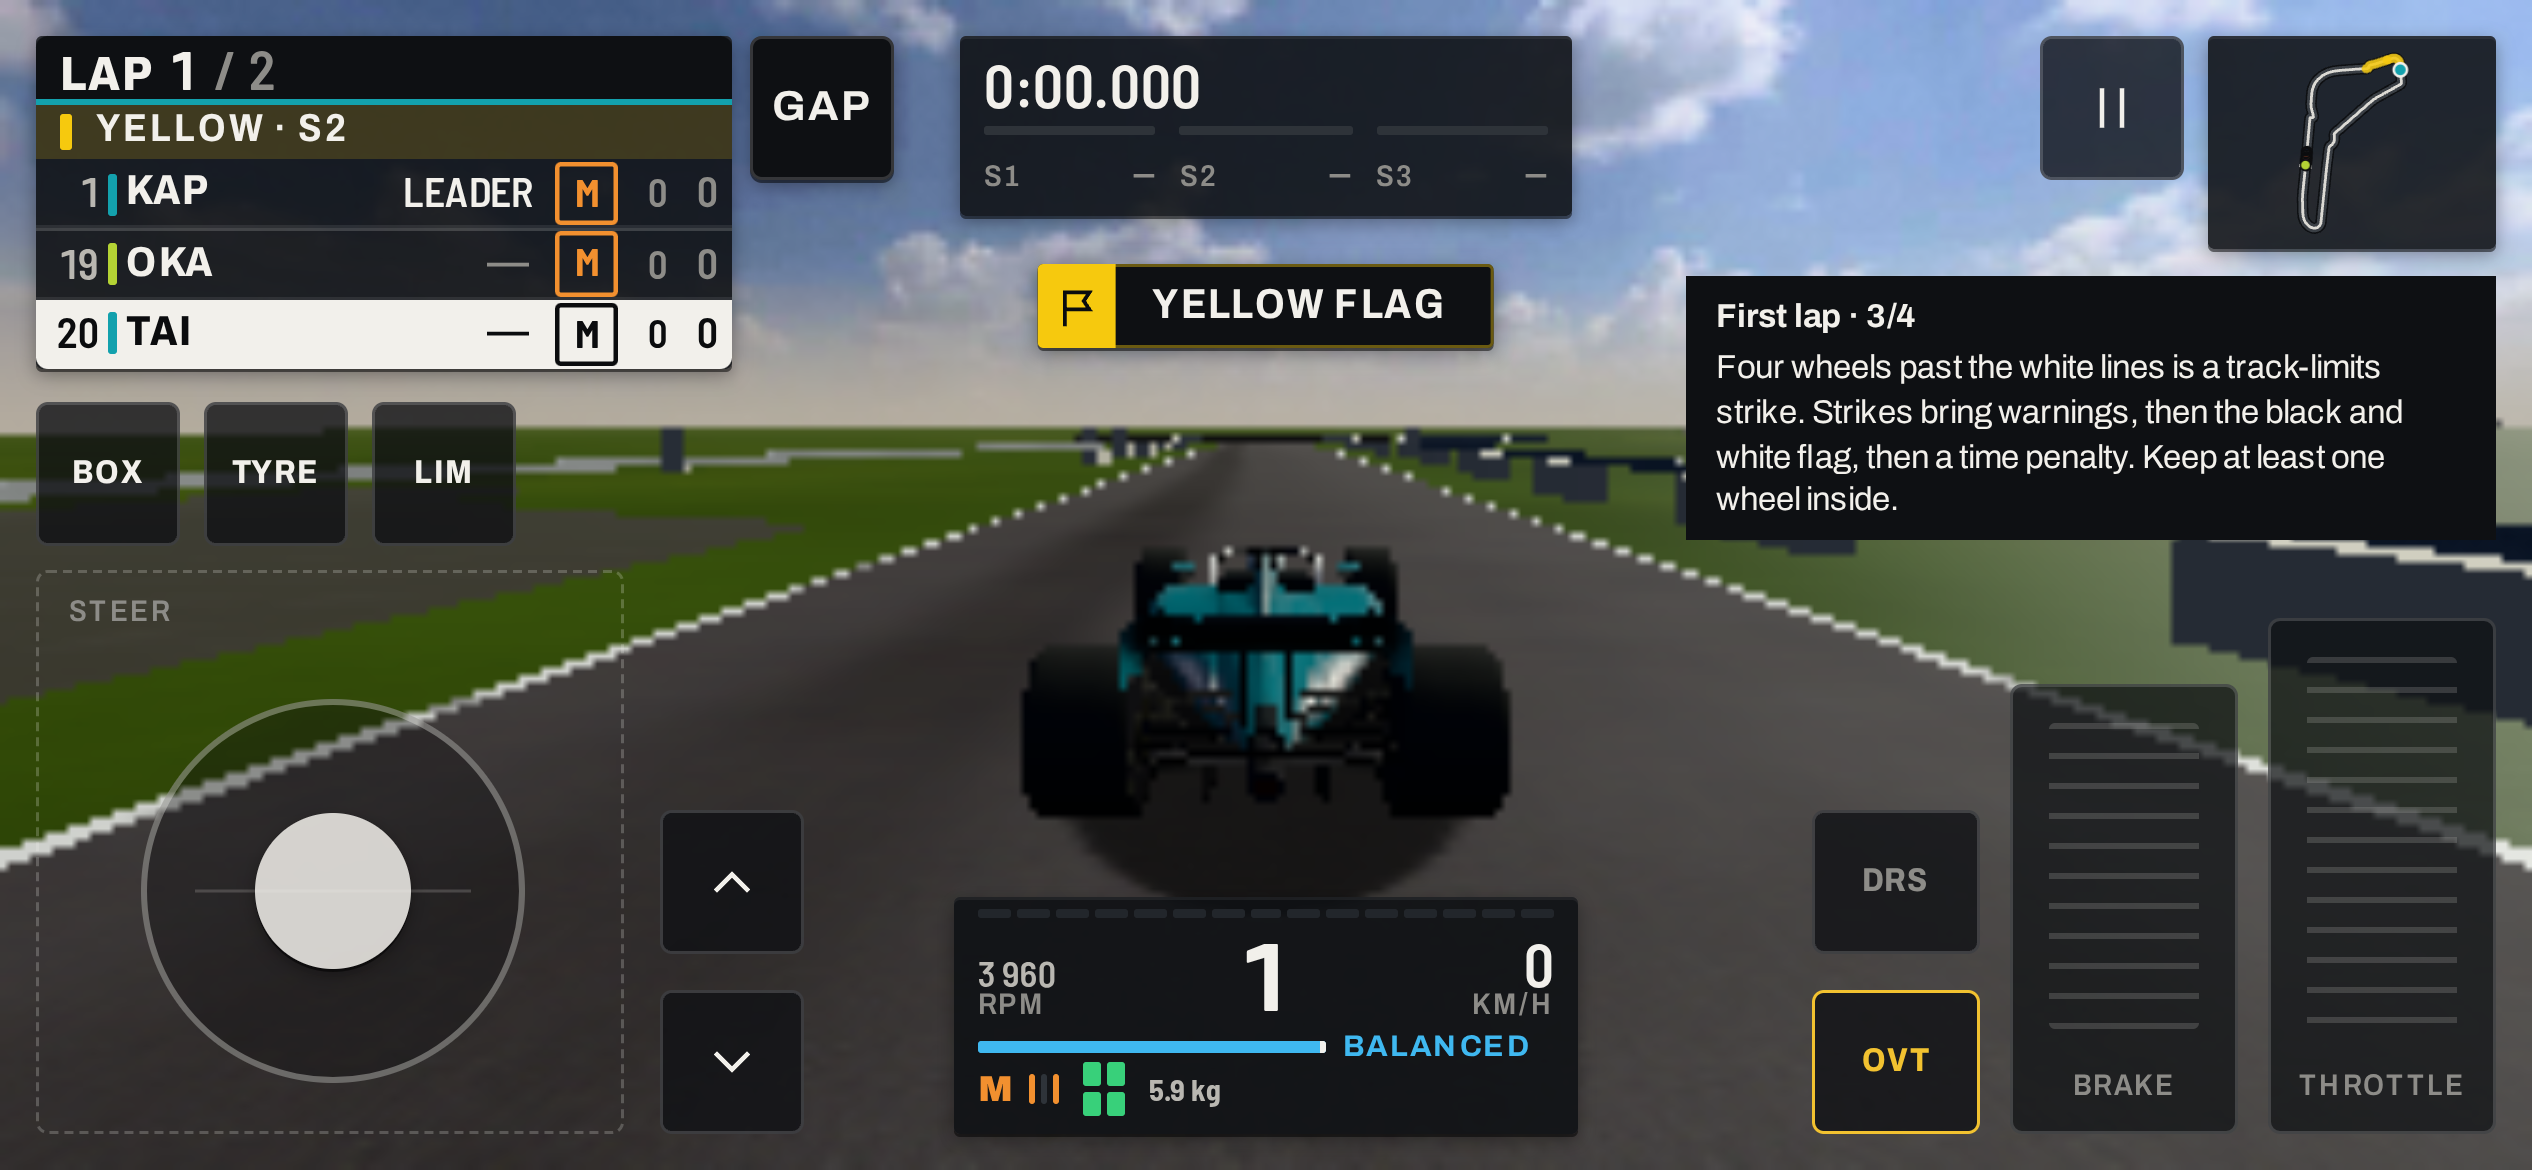 LAP 1 / 2
YELLOW · S2
1 KAP LEADER M 0 0
19 OKA — M 0 0
20 TAI — M 0 0
GAP
0:00.000
S1 — S2 — S3 —
YELLOW FLAG
First lap · 3/4
Four wheels past the white lines is a track-limits
strike. Strikes bring warnings, then the black and
white flag, then a time penalty. Keep at least one
wheel inside.
BOX TYRE LIM
STEER
3 960
RPM
1
0
KM/H
BALANCED
M 5.9 kg
DRS
OVT
BRAKE
THROTTLE